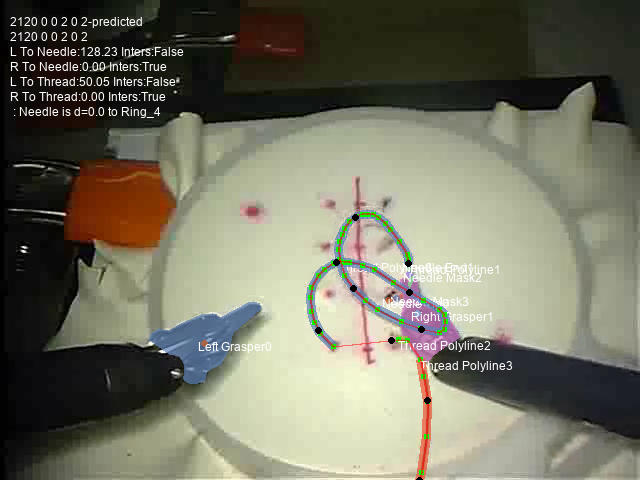 2120 0 0 2 0 2-predicted
2120 0 0 2 0 2
L To Needle:128.23 Inters:False
R To Needle:0.00 Inters:True
L To Thread:50.05 Inters:False
R To Thread:0.00 Inters:True
: Needle is d=0.0 to Ring_4
Thread Polyline1
Needle Mask2
Mask3
Right Grasper1
Left Grasper0
Thread Polyline2
Thread Polyline3